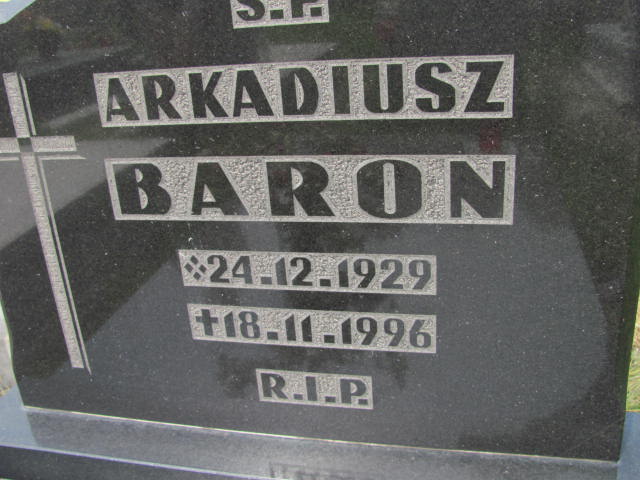 Ś.P.
ARKADIUSZ
BARON
24.12.1929
✝18.11.1996
R.I.P.